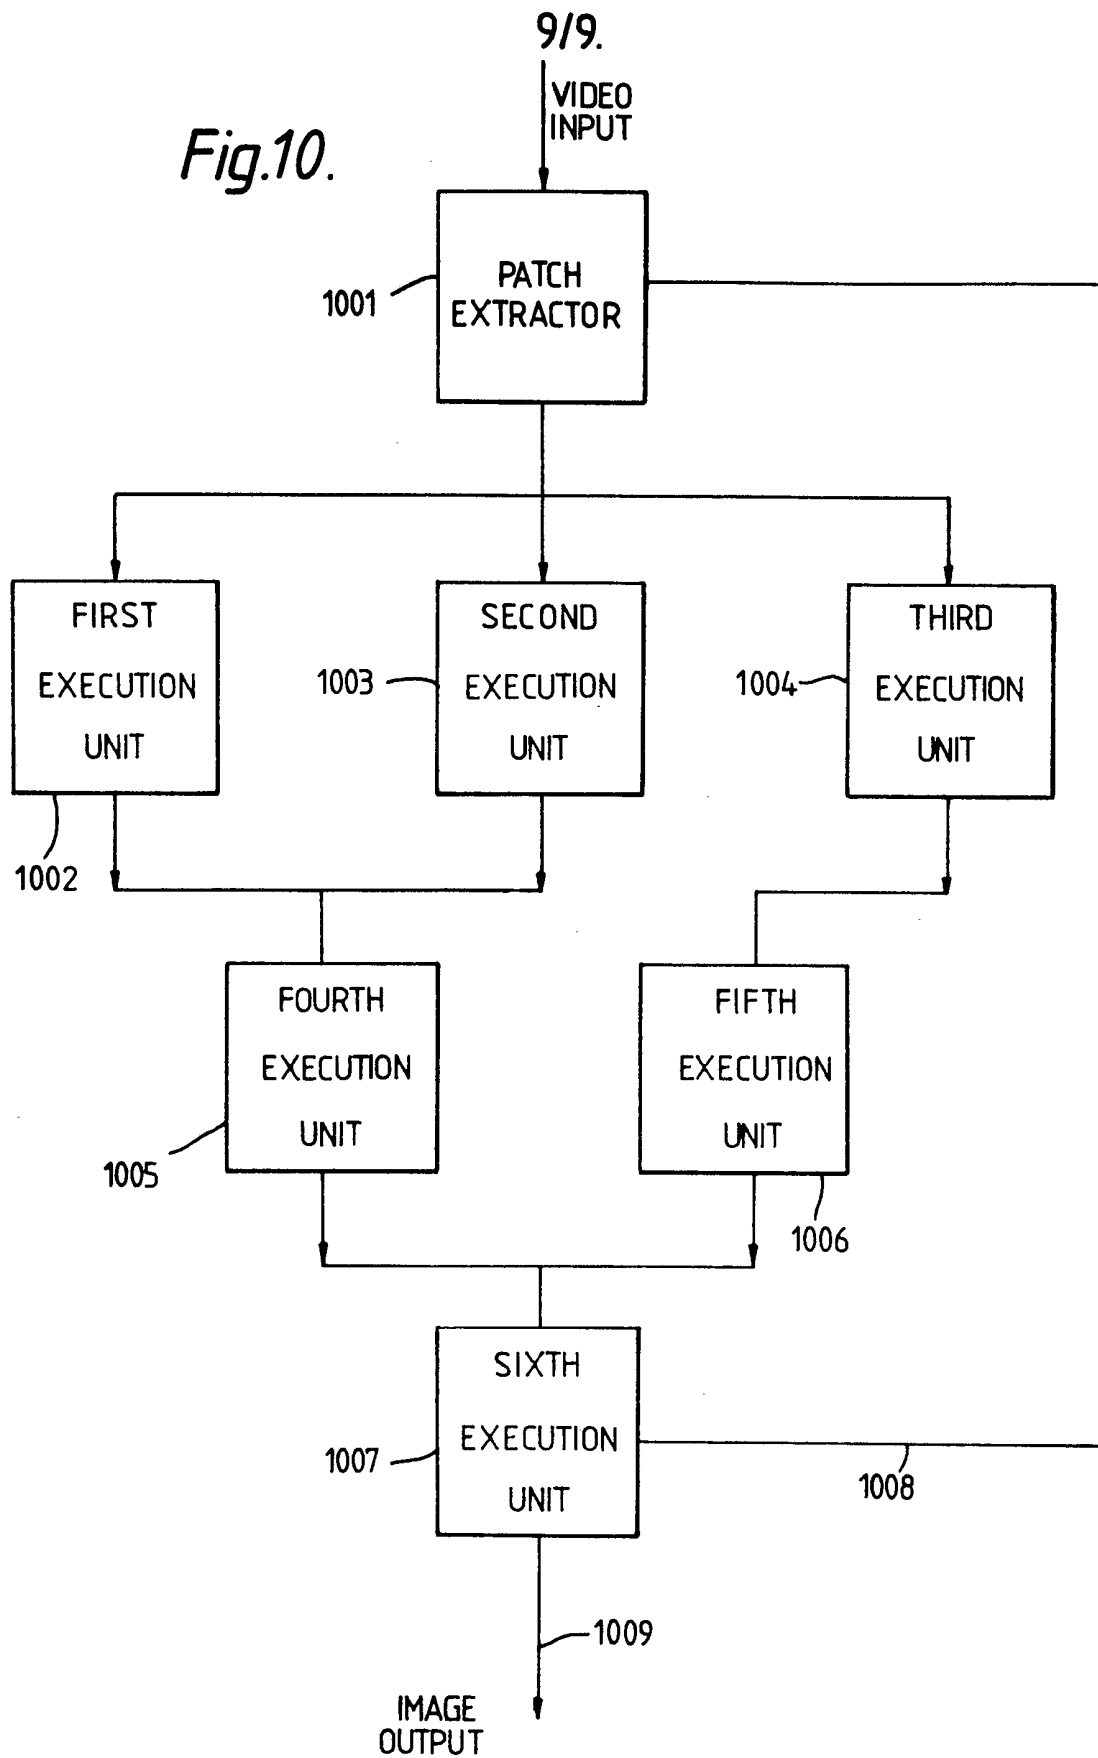 9/9.
VIDEO
INPUT
Fig.10.
PATCH
EXTRACTOR
1001
FIRST
EXECUTION
UNIT
1002
SECOND
EXECUTION
UNIT
1003
THIRD
EXECUTION
UNIT
1004
FOURTH
EXECUTION
UNIT
1005
FIFTH
EXECUTION
UNIT
1006
SIXTH
EXECUTION
UNIT
1007
1008
1009
IMAGE
OUTPUT